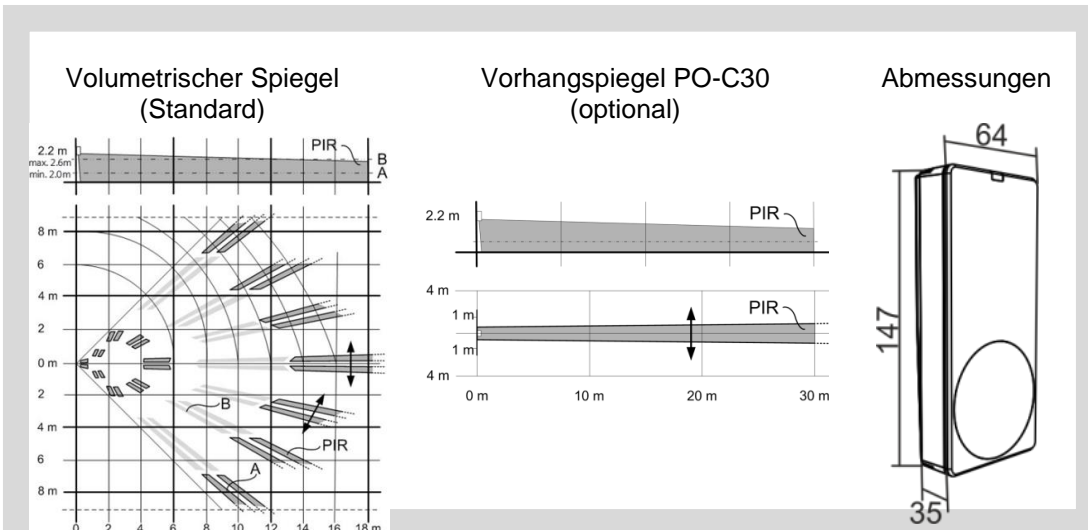 Volumetrischer Spiegel
(Standard)
2.2 m
max. 2.6m
min. 2.0m
PIR
B
A
8 m
6
4 m
2
0 m
2
4 m
6
8 m
B
PIR
A
0 2 4 6 8 10 12 14 16 18 m
Vorhangspiegel PO-C30
(optional)
2.2 m
PIR
4 m
1 m
1 m
4 m
PIR
0 m 10 m 20 m 30 m
Abmessungen
64
147
35